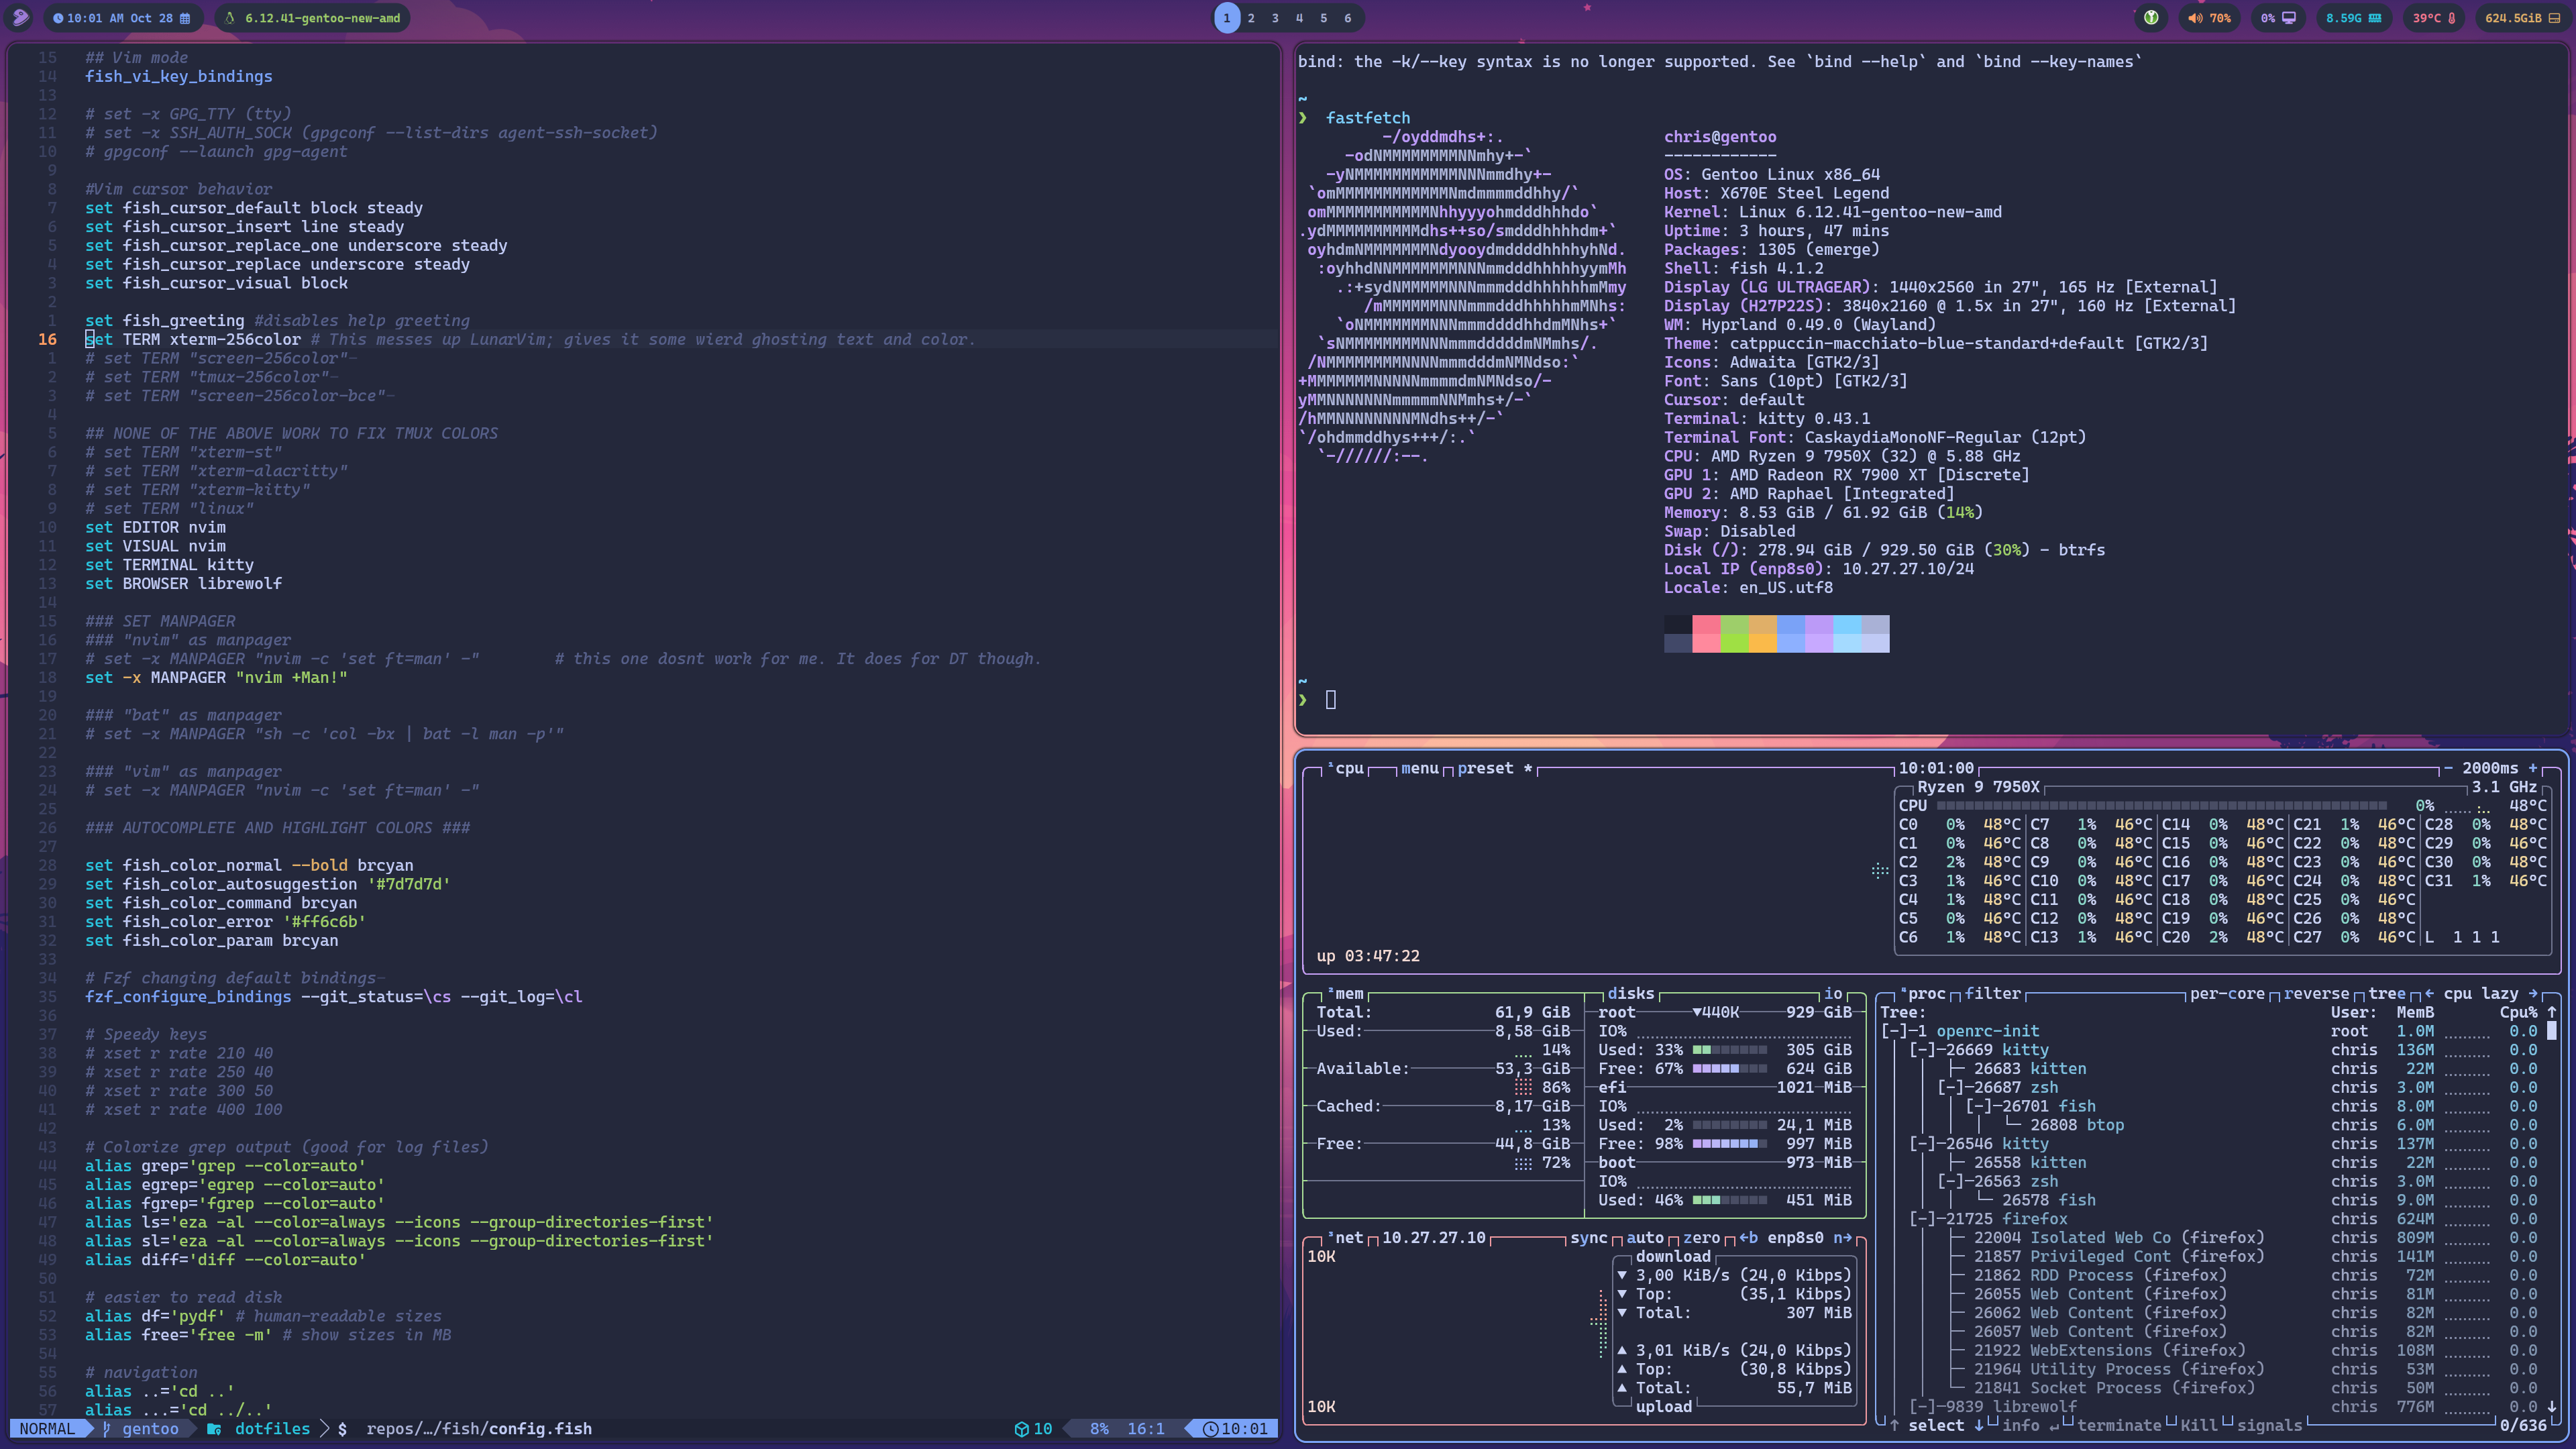 10:01 AM Oct 28
6.12.41-gentoo-new-amd
1 2 3 4 5 6
70%
0%
8.59G
39°C
624.5GiB
15 ## Vim mode
14 fish_vi_key_bindings
13
12 # set -x GPG_TTY (tty)
11 # set -x SSH_AUTH_SOCK (gpgconf --list-dirs agent-ssh-socket)
10 # gpgconf --launch gpg-agent
9
8 #Vim cursor behavior
7 set fish_cursor_default block steady
6 set fish_cursor_insert line steady
5 set fish_cursor_replace_one underscore steady
4 set fish_cursor_replace underscore steady
3 set fish_cursor_visual block
2
1 set fish_greeting #disables help greeting
16 set TERM xterm-256color # This messes up LunarVim; gives it some wierd ghosting text and color.
1 # set TERM "screen-256color"-
2 # set TERM "tmux-256color"-
3 # set TERM "screen-256color-bce"-
4
5 ## NONE OF THE ABOVE WORK TO FIX TMUX COLORS
6 # set TERM "xterm-st"
7 # set TERM "xterm-alacritty"
8 # set TERM "xterm-kitty"
9 # set TERM "linux"
10 set EDITOR nvim
11 set VISUAL nvim
12 set TERMINAL kitty
13 set BROWSER librewolf
14
15 ### SET MANPAGER
16 ### "nvim" as manpager
17 # set -x MANPAGER "nvim -c 'set ft=man' -" # this one dosnt work for me. It does for DT though.
18 set -x MANPAGER "nvim +Man!"
19
20 ### "bat" as manpager
21 # set -x MANPAGER "sh -c 'col -bx | bat -l man -p'"
22
23 ### "vim" as manpager
24 # set -x MANPAGER "nvim -c 'set ft=man' -"
25
26 ### AUTOCOMPLETE AND HIGHLIGHT COLORS ###
27
28 set fish_color_normal --bold brcyan
29 set fish_color_autosuggestion '#7d7d7d'
30 set fish_color_command brcyan
31 set fish_color_error '#ff6c6b'
32 set fish_color_param brcyan
33
34 # Fzf changing default bindings-
35 fzf_configure_bindings --git_status=\cs --git_log=\cl
36
37 # Speedy keys
38 # xset r rate 210 40
39 # xset r rate 250 40
40 # xset r rate 300 50
41 # xset r rate 400 100
42
43 # Colorize grep output (good for log files)
44 alias grep='grep --color=auto'
45 alias egrep='egrep --color=auto'
46 alias fgrep='fgrep --color=auto'
47 alias ls='eza -al --color=always --icons --group-directories-first'
48 alias sl='eza -al --color=always --icons --group-directories-first'
49 alias diff='diff --color=auto'
50
51 # easier to read disk
52 alias df='pydf' # human-readable sizes
53 alias free='free -m' # show sizes in MB
54
55 # navigation
56 alias ..='cd ..'
57 alias ...='cd ../..'
NORMAL gentoo dotfiles $ repos/…/fish/config.fish 10 8% 16:1 10:01
bind: the -k/--key syntax is no longer supported. See `bind --help` and `bind --key-names`
~
❯ fastfetch
-/oyddmdhs+:.
-odNMMMMMMMMNNmhy+-`
-yNMMMMMMMMMMMNNNmmdhy+-
`omMMMMMMMMMMMMNmdmmmmddhhy/`
omMMMMMMMMMMMNhhyyyohmdddhhhdo`
.ydMMMMMMMMMMdhs++so/smdddhhhhdm+`
oyhdmNMMMMMMMNdyooydmddddhhhhyhNd.
:oyhhdNNMMMMMMMNNNmmdddhhhhhyymMh
.:+sydNMMMMMNNNmmmdddhhhhhhmMmy
/mMMMMMMNNNmmmdddhhhhhmMNhs:
`oNMMMMMMMNNNmmmddddhhdmMNhs+`
`sNMMMMMMMMNNNmmmdddddmNMmhs/.
/NMMMMMMMMNNNNmmmdddmNMNdso:`
+MMMMMMMNNNNNmmmmdmNMNdso/-
yMMNNNNNNNmmmmmNNMmhs+/-`
/hMMNNNNNNNNMNdhs++/-`
`/ohdmmddhys+++/:.`
`-//////:--.
chris@gentoo
------------
OS: Gentoo Linux x86_64
Host: X670E Steel Legend
Kernel: Linux 6.12.41-gentoo-new-amd
Uptime: 3 hours, 47 mins
Packages: 1305 (emerge)
Shell: fish 4.1.2
Display (LG ULTRAGEAR): 1440x2560 in 27", 165 Hz [External]
Display (H27P22S): 3840x2160 @ 1.5x in 27", 160 Hz [External]
WM: Hyprland 0.49.0 (Wayland)
Theme: catppuccin-macchiato-blue-standard+default [GTK2/3]
Icons: Adwaita [GTK2/3]
Font: Sans (10pt) [GTK2/3]
Cursor: default
Terminal: kitty 0.43.1
Terminal Font: CaskaydiaMonoNF-Regular (12pt)
CPU: AMD Ryzen 9 7950X (32) @ 5.88 GHz
GPU 1: AMD Radeon RX 7900 XT [Discrete]
GPU 2: AMD Raphael [Integrated]
Memory: 8.53 GiB / 61.92 GiB (14%)
Swap: Disabled
Disk (/): 278.94 GiB / 929.50 GiB (30%) - btrfs
Local IP (enp8s0): 10.27.27.10/24
Locale: en_US.utf8
~
❯
¹cpu menu preset * 10:01:00 - 2000ms +
Ryzen 9 7950X 3.1 GHz
CPU 0% 48°C
C0 0% 48°C C7 1% 46°C C14 0% 48°C C21 1% 46°C C28 0% 48°C
C1 0% 46°C C8 0% 46°C C15 0% 46°C C22 0% 48°C C29 0% 46°C
C2 2% 48°C C9 0% 46°C C16 0% 48°C C23 0% 46°C C30 0% 48°C
C3 1% 46°C C10 0% 48°C C17 0% 46°C C24 0% 48°C C31 1% 46°C
C4 1% 48°C C11 0% 46°C C18 0% 48°C C25 0% 46°C
C5 0% 46°C C12 0% 48°C C19 0% 46°C C26 0% 48°C
C6 1% 48°C C13 1% 46°C C20 2% 48°C C27 0% 46°C L 1 1 1
up 03:47:22
²mem
Total: 61,9 GiB
Used: 8,58 GiB
14%
Available: 53,3 GiB
86%
Cached: 8,17 GiB
13%
Free: 44,8 GiB
72%
disks io
root ▼440K 929 GiB
IO%
Used: 33% 305 GiB
Free: 67% 624 GiB
efi 1021 MiB
IO%
Used: 2% 24,1 MiB
Free: 98% 997 MiB
boot 973 MiB
IO%
Used: 46% 451 MiB
³net 10.27.27.10 sync auto zero ←b enp8s0 n→
10K
download
▼ 3,00 KiB/s (24,0 Kibps)
▼ Top: (35,1 Kibps)
▼ Total: 307 MiB
▲ 3,01 KiB/s (24,0 Kibps)
▲ Top: (30,8 Kibps)
▲ Total: 55,7 MiB
10K
upload
⁴proc filter per-core reverse tree ← cpu lazy →
Tree: User: MemB Cpu% ↑
[-]-1 openrc-init root 1.0M 0.0
[-]-26669 kitty chris 136M 0.0
26683 kitten chris 22M 0.0
[-]-26687 zsh chris 3.0M 0.0
[-]-26701 fish chris 8.0M 0.0
26808 btop chris 6.0M 0.0
[-]-26546 kitty chris 137M 0.0
26558 kitten chris 22M 0.0
[-]-26563 zsh chris 3.0M 0.0
26578 fish chris 9.0M 0.0
[-]-21725 firefox chris 624M 0.0
22004 Isolated Web Co (firefox) chris 809M 0.0
21857 Privileged Cont (firefox) chris 141M 0.0
21862 RDD Process (firefox) chris 72M 0.0
26055 Web Content (firefox) chris 81M 0.0
26062 Web Content (firefox) chris 82M 0.0
26057 Web Content (firefox) chris 82M 0.0
21922 WebExtensions (firefox) chris 108M 0.0
21964 Utility Process (firefox) chris 53M 0.0
21841 Socket Process (firefox) chris 50M 0.0
[-]-9839 librewolf chris 776M 0.0 ↓
↑ select ↓ info ↵ terminate Kill signals 0/636